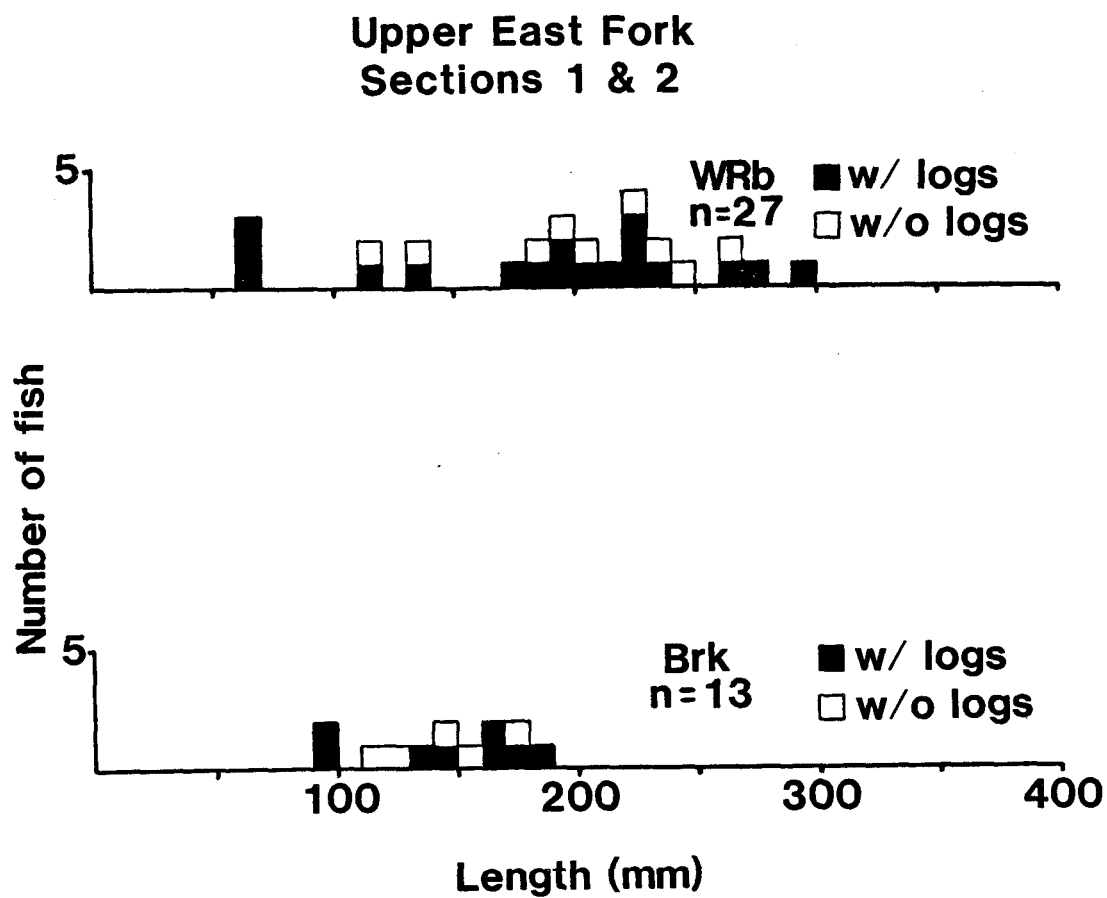 Upper East Fork
Sections 1 & 2
5
WRb
n=27
w/ logs
w/o logs
Number of fish
5
Brk
n=13
w/ logs
w/o logs
100 200 300 400
Length (mm)